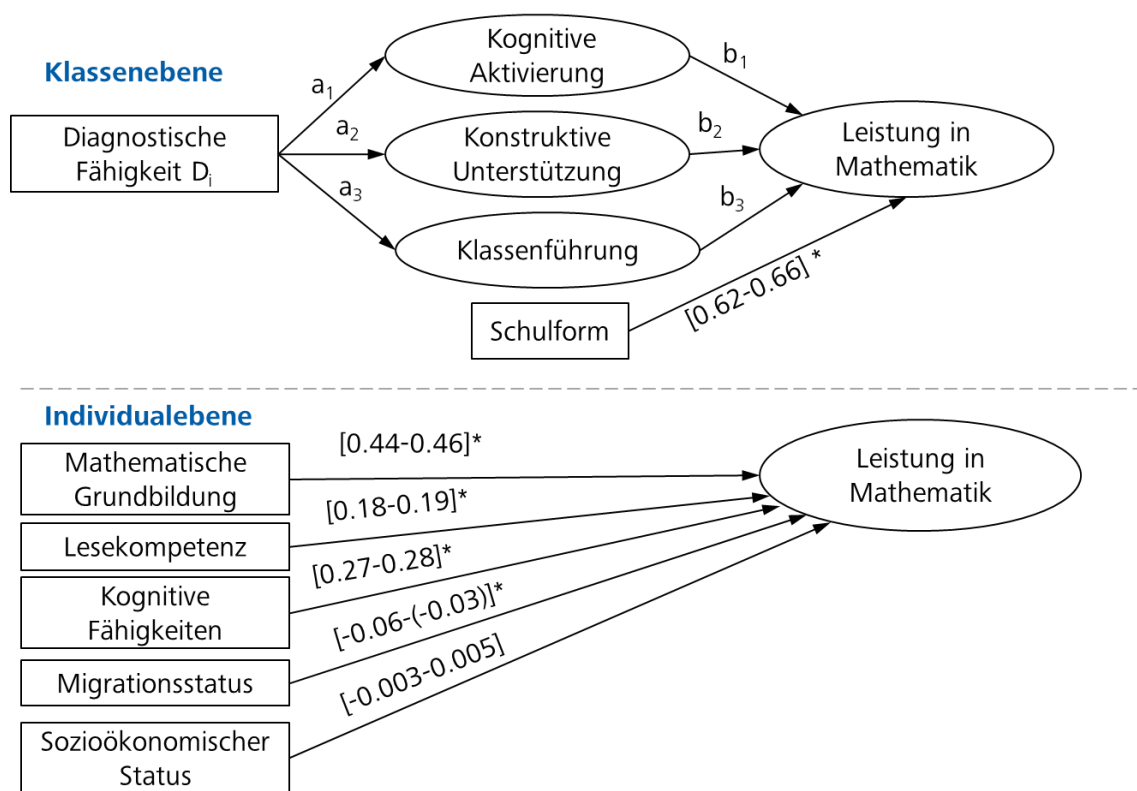 Klassenebene
Diagnostische
Fähigkeit Di
a1
a2
a3
Kognitive
Aktivierung
Konstruktive
Unterstützung
Klassenführung
b1
b2
b3
Leistung in
Mathematik
Schulform
[0.62-0.66] *
Individualebene
Mathematische
Grundbildung
[0.44-0.46]*
Lesekompetenz
[0.18-0.19]*
Kognitive
Fähigkeiten
[0.27-0.28]*
Migrationsstatus
[-0.06-(-0.03)]*
Sozioökonomischer
Status
[-0.003-0.005]
Leistung in
Mathematik